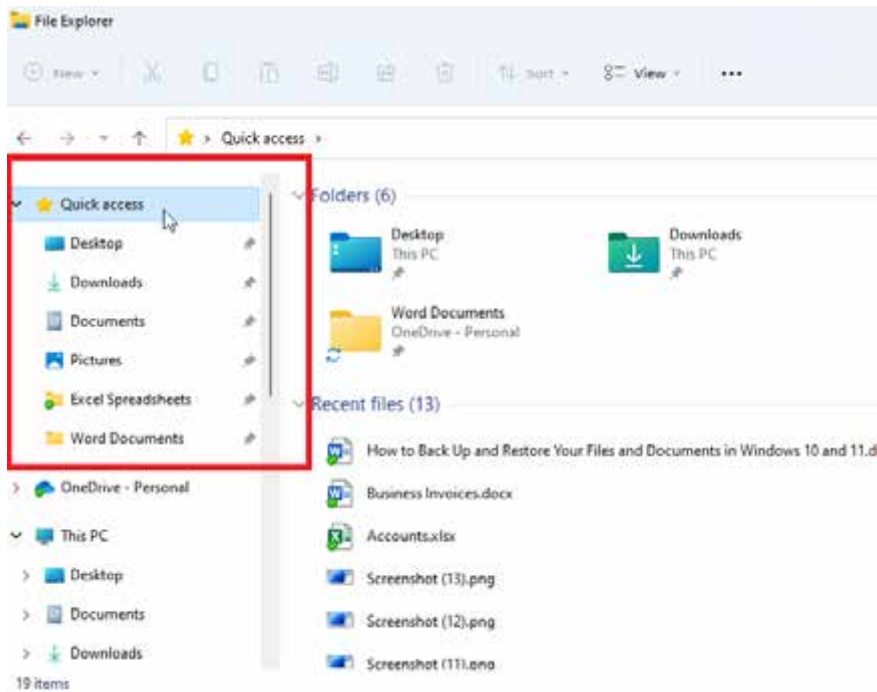 File Explorer
New
Sort
View
Quick access
Quick access
Desktop
Downloads
Documents
Pictures
Excel Spreadsheets
Word Documents
OneDrive - Personal
This PC
Desktop
Documents
Downloads
19 items
Folders (6)
Desktop
This PC
Downloads
This PC
Word Documents
OneDrive - Personal
Recent files (13)
How to Back Up and Restore Your Files and Documents in Windows 10 and 11.d
Business Invoices.docx
Accounts.xlsx
Screenshot (13).png
Screenshot (12).png
Screenshot (11).png